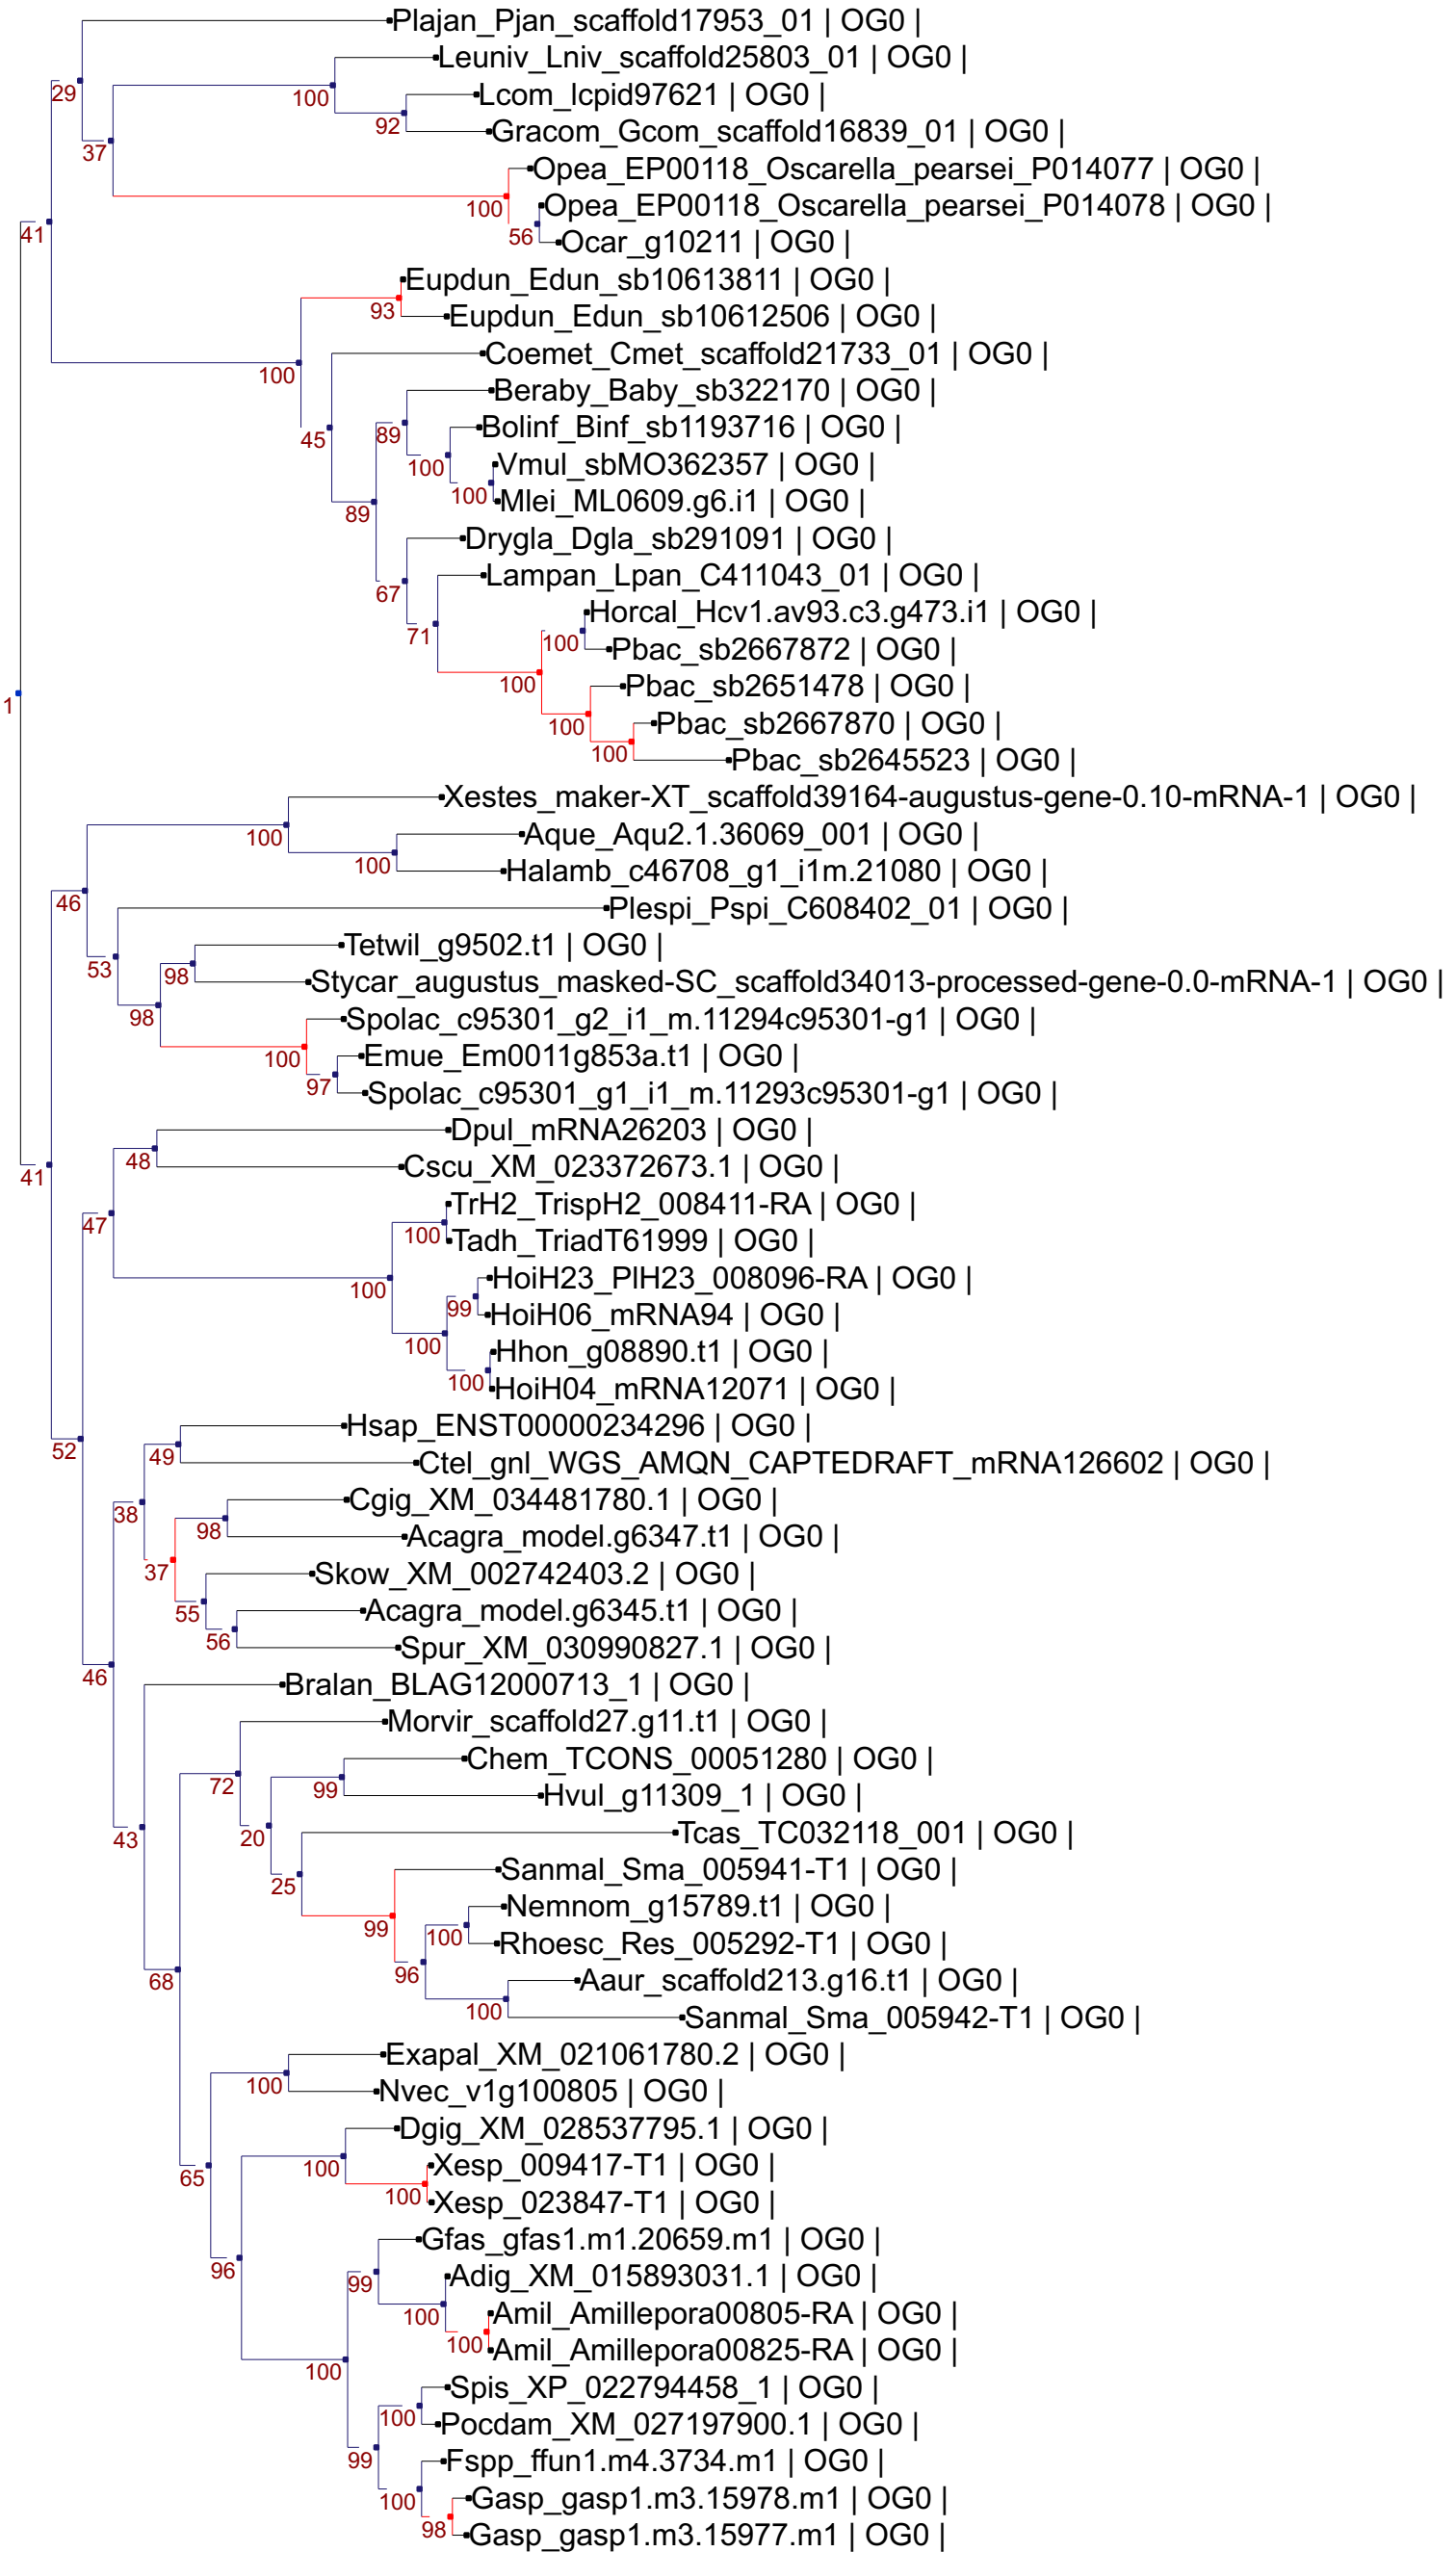 Plajan_Pjan_scaffold17953_01 | OG0 |
Leuniv_Lniv_scaffold25803_01 | OG0 |
29
100
Lcom_lcpid97621 | OG0 |
92
Gracom_Gcom_scaffold16839_01 | OG0 |
37
Opea_EP00118_Oscarella_pearsei_P014077 | OG0 |
100
Opea_EP00118_Oscarella_pearsei_P014078 | OG0 |
41
56
Ocar_g10211 | OG0 |
Eupdun_Edun_sb10613811 | OG0 |
93
Eupdun_Edun_sb10612506 | OG0 |
Coemet_Cmet_scaffold21733_01 | OG0 |
100
Beraby_Baby_sb322170 | OG0 |
45
89
Bolinf_Binf_sb1193716 | OG0 |
100
Vmul_sbMO362357 | OG0 |
100
Mlei_ML0609.g6.i1 | OG0 |
89
Drygla_Dgla_sb291091 | OG0 |
67
Lampan_Lpan_C411043_01 | OG0 |
Horcal_Hcv1.av93.c3.g473.i1 | OG0 |
71
100
Pbac_sb2667872 | OG0 |
100
Pbac_sb2651478 | OG0 |
1
100
Pbac_sb2667870 | OG0 |
100
Pbac_sb2645523 | OG0 |
Xestes_maker-XT_scaffold39164-augustus-gene-0.10-mRNA-1 | OG0 |
100
Aque_Aqu2.1.36069_001 | OG0 |
100
Halamb_c46708_g1_i1m.21080 | OG0 |
46
Plespi_Pspi_C608402_01 | OG0 |
Tetwil_g9502.t1 | OG0 |
53
98
Stycar_augustus_masked-SC_scaffold34013-processed-gene-0.0-mRNA-1 | OG0 |
98
Spolac_c95301_g2_i1_m.11294c95301-g1 | OG0 |
100
Emue_Em0011g853a.t1 | OG0 |
97
Spolac_c95301_g1_i1_m.11293c95301-g1 | OG0 |
Dpul_mRNA26203 | OG0 |
48
41
Cscu_XM_023372673.1 | OG0 |
TrH2_TrispH2_008411-RA | OG0 |
47
100
Tadh_TriadT61999 | OG0 |
HoiH23_PlH23_008096-RA | OG0 |
100
99
HoiH06_mRNA94 | OG0 |
100
Hhon_g08890.t1 | OG0 |
100
HoiH04_mRNA12071 | OG0 |
Hsap_ENST00000234296 | OG0 |
52
49
Ctel_gnl_WGS_AMQN_CAPTEDRAFT_mRNA126602 | OG0 |
38
Cgig_XM_034481780.1 | OG0 |
98
Acagra_model.g6347.t1 | OG0 |
37
Skow_XM_002742403.2 | OG0 |
55
Acagra_model.g6345.t1 | OG0 |
56
Spur_XM_030990827.1 | OG0 |
46
Bralan_BLAG12000713_1 | OG0 |
Morvir_scaffold27.g11.t1 | OG0 |
72
Chem_TCONS_00051280 | OG0 |
99
Hvul_g11309_1 | OG0 |
43
20
Tcas_TC032118_001 | OG0 |
25
Sanmal_Sma_005941-T1 | OG0 |
99
Nemnom_g15789.t1 | OG0 |
100
Rhoesc_Res_005292-T1 | OG0 |
68
96
Aaur_scaffold213.g16.t1 | OG0 |
100
Sanmal_Sma_005942-T1 | OG0 |
Exapal_XM_021061780.2 | OG0 |
100
Nvec_v1g100805 | OG0 |
Dgig_XM_028537795.1 | OG0 |
65
100
Xesp_009417-T1 | OG0 |
100
Xesp_023847-T1 | OG0 |
Gfas_gfas1.m1.20659.m1 | OG0 |
96
99
Adig_XM_015893031.1 | OG0 |
100
Amil_Amillepora00805-RA | OG0 |
100
Amil_Amillepora00825-RA | OG0 |
100
Spis_XP_022794458_1 | OG0 |
100
Pocdam_XM_027197900.1 | OG0 |
99
Fspp_ffun1.m4.3734.m1 | OG0 |
100
Gasp_gasp1.m3.15978.m1 | OG0 |
98
Gasp_gasp1.m3.15977.m1 | OG0 |